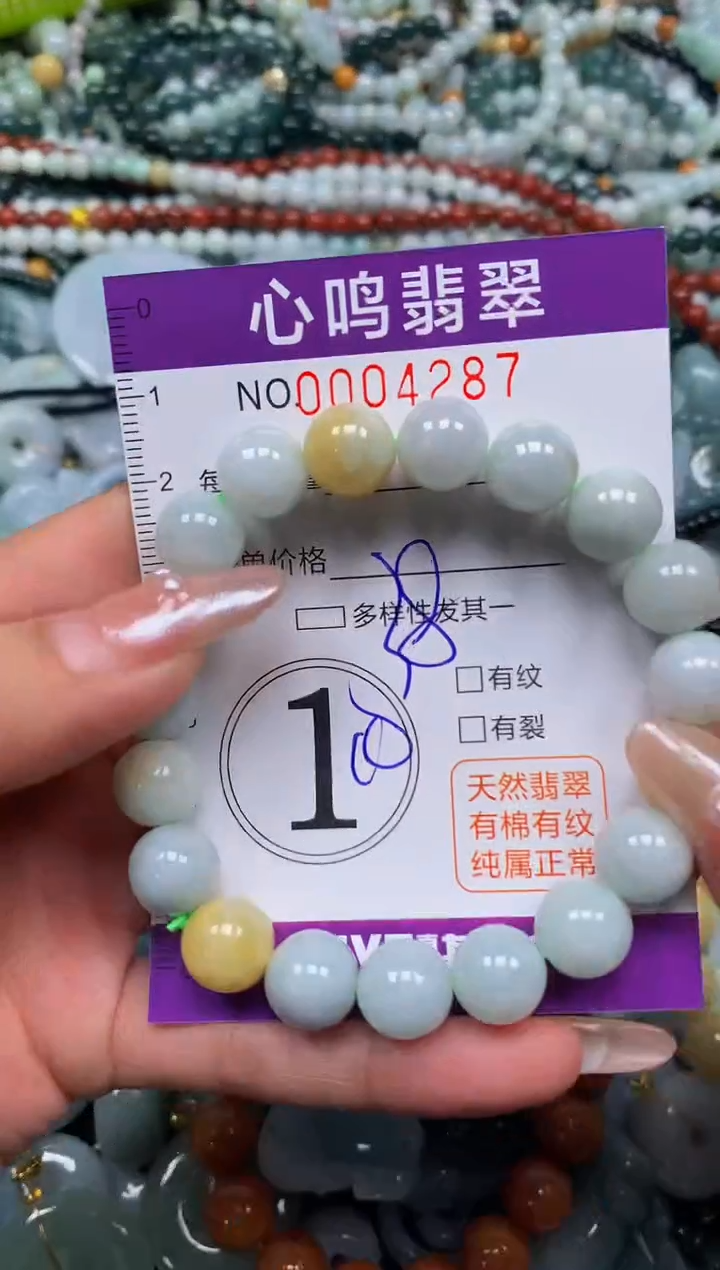 心鸣翡翠
0
NO.0004287
1
2
每
单价格
多样性发其一
有纹
有裂
1
天然翡翠
有棉有纹
纯属正常